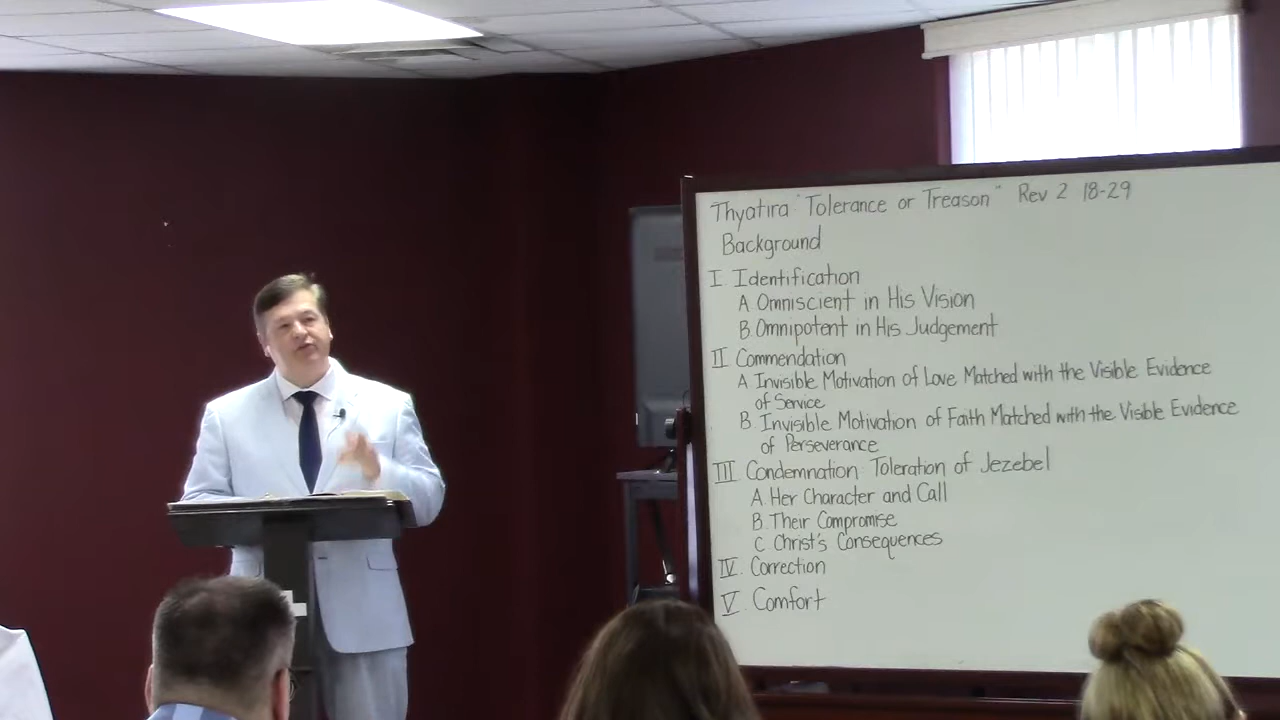 Thyatira "Tolerance or Treason" Rev 2 18-29
Background
I Identification
A Omniscient in His Vision
B. Omnipotent in His Judgement
II Commendation
A Invisible Motivation of Love Matched with the Visible Evidence
of Service
B. Invisible Motivation of Faith Matched with the Visible Evidence
of Perseverance
III Condemnation: Toleration of Jezebel
A. Her Character and Call
B. Their Compromise
C. Christ's Consequences
IV. Correction
V. Comfort